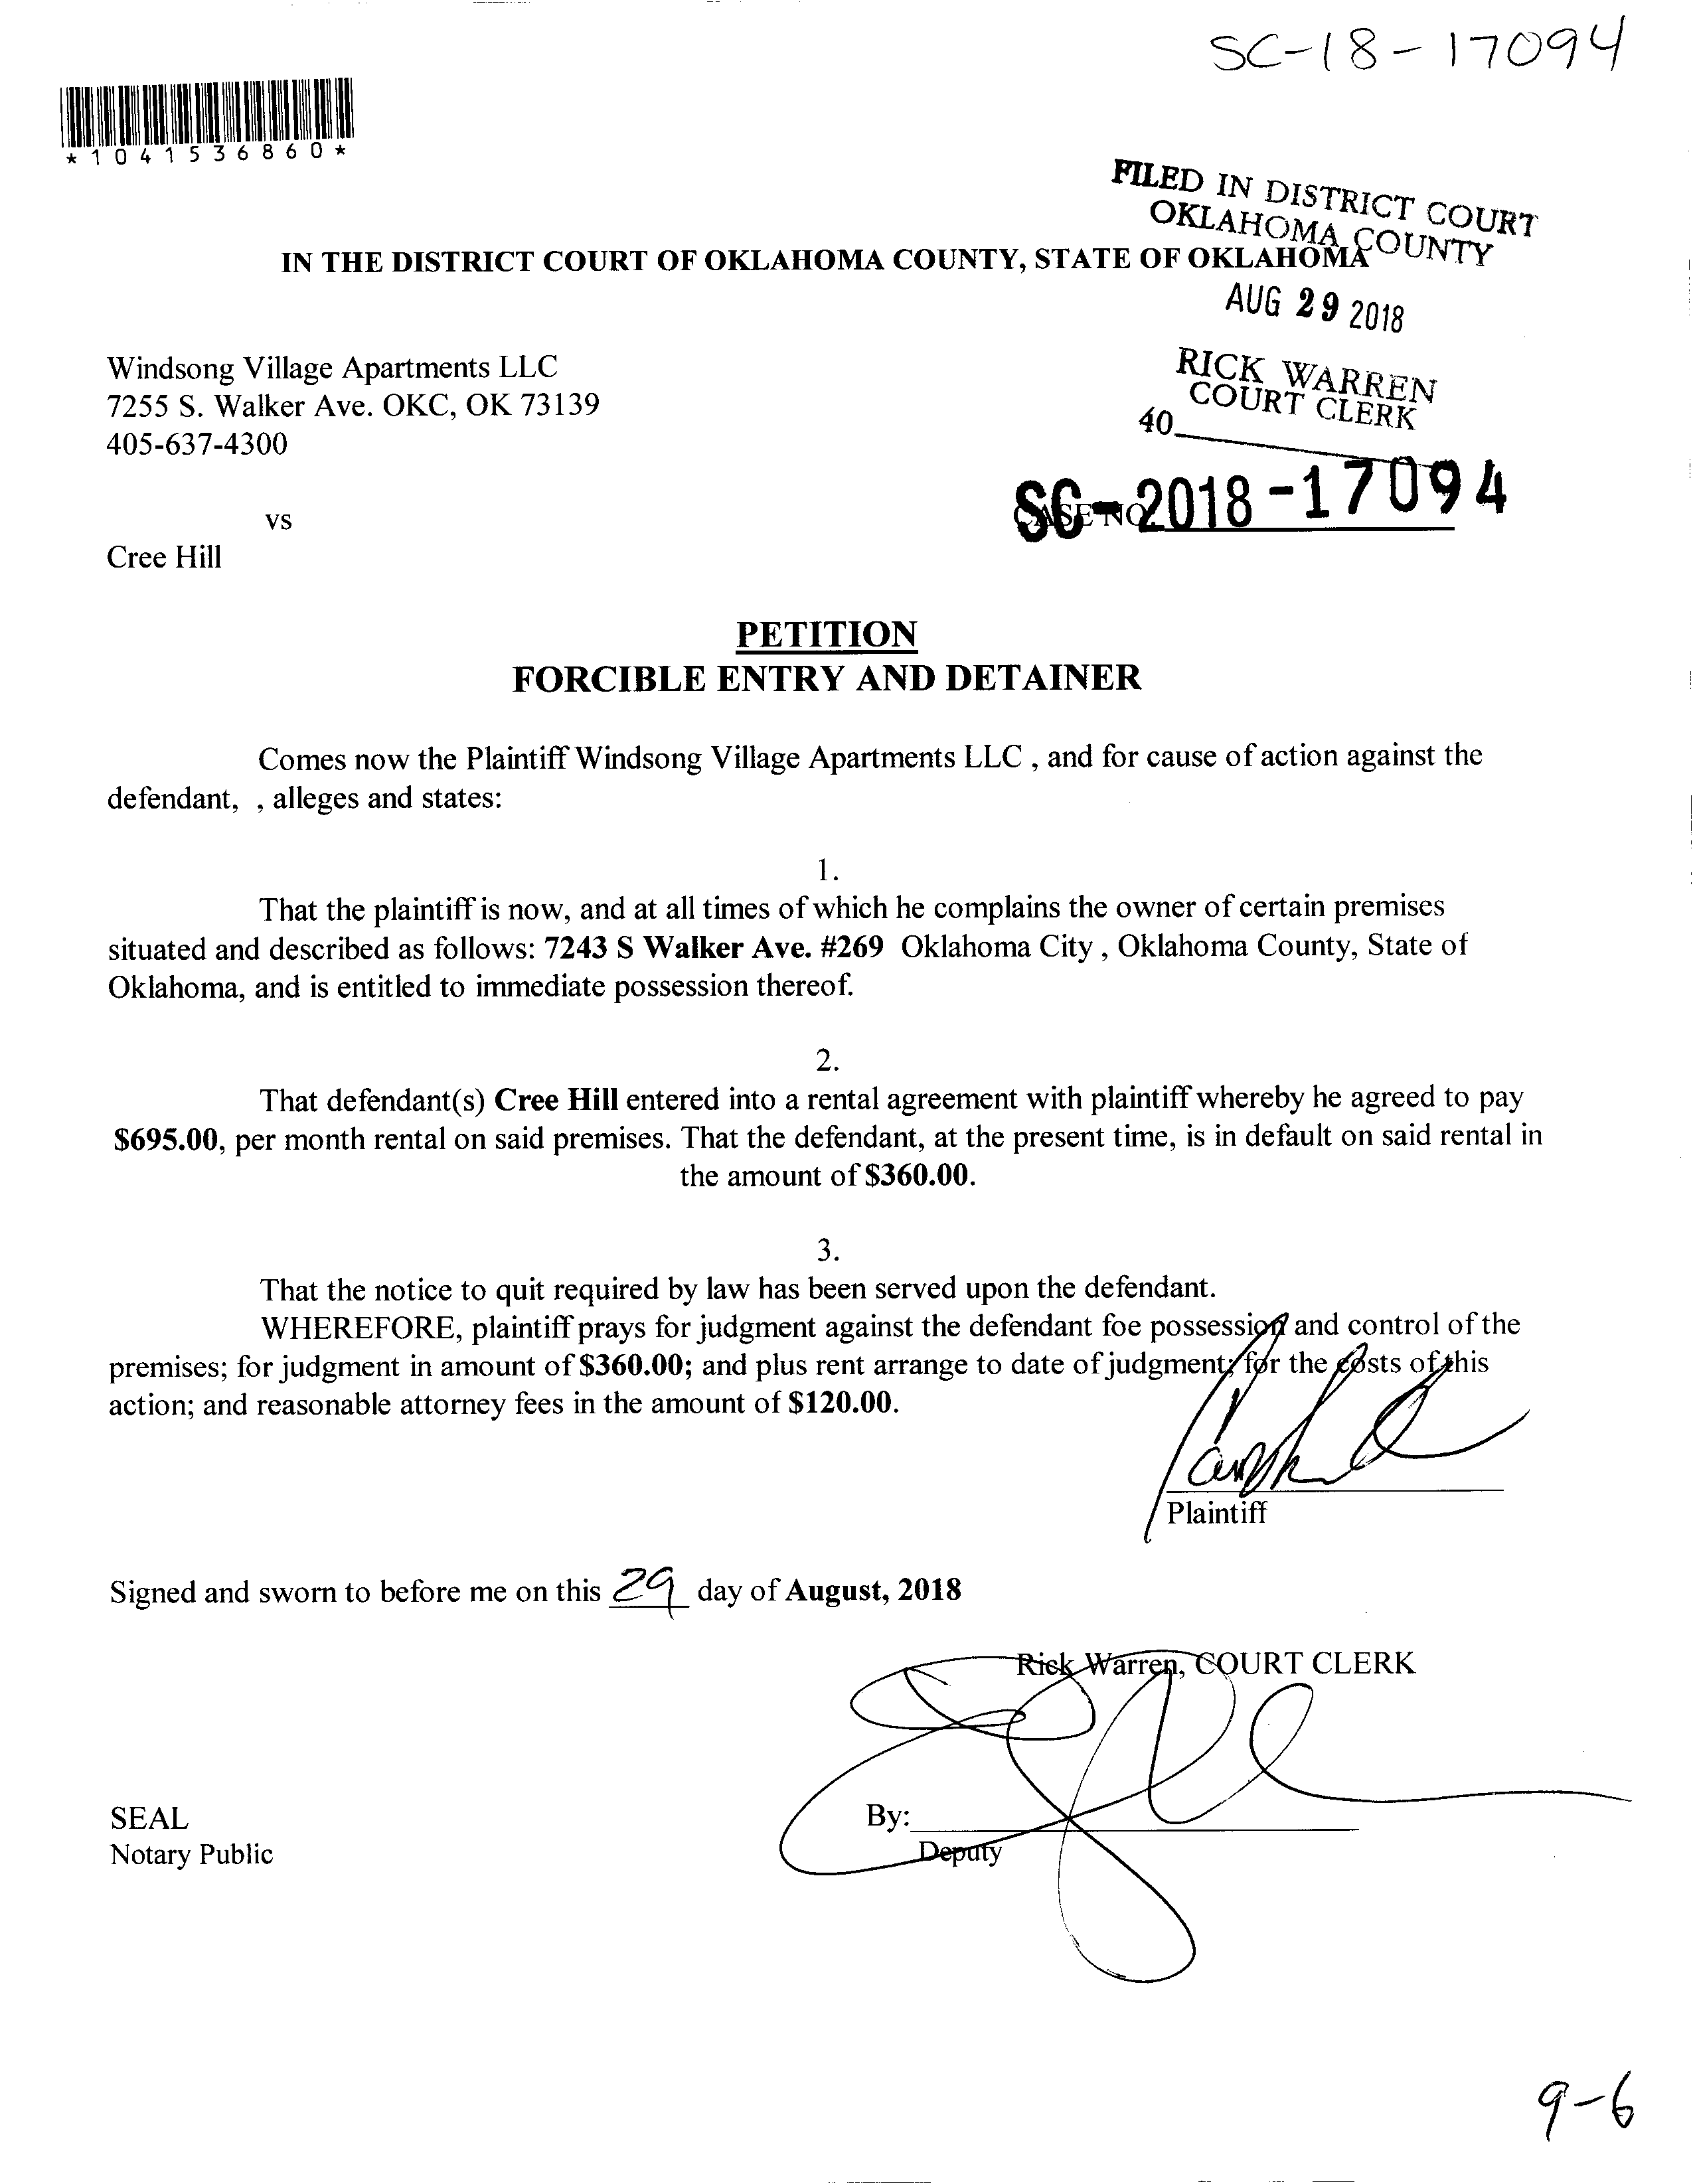 SC-18-17094
*1041536860*
FILED IN DISTRICT COURT
OKLAHOMA COUNTY
IN THE DISTRICT COURT OF OKLAHOMA COUNTY, STATE OF OKLAHOMA
AUG 29 2018
Windsong Village Apartments LLC
7255 S. Walker Ave. OKC, OK 73139
405-637-4300
RICK WARREN
COURT CLERK
40
CASE NO. SC-2018-17094
vs
Cree Hill
PETITION
FORCIBLE ENTRY AND DETAINER
Comes now the Plaintiff Windsong Village Apartments LLC , and for cause of action against the
defendant, , alleges and states:
1.
That the plaintiff is now, and at all times of which he complains the owner of certain premises
situated and described as follows: 7243 S Walker Ave. #269 Oklahoma City , Oklahoma County, State of
Oklahoma, and is entitled to immediate possession thereof.
2.
That defendant(s) Cree Hill entered into a rental agreement with plaintiff whereby he agreed to pay
$695.00, per month rental on said premises. That the defendant, at the present time, is in default on said rental in
the amount of $360.00.
3.
That the notice to quit required by law has been served upon the defendant.
WHEREFORE, plaintiff prays for judgment against the defendant foe possession and control of the
premises; for judgment in amount of $360.00; and plus rent arrange to date of judgment; for the costs of this
action; and reasonable attorney fees in the amount of $120.00.
Plaintiff
Signed and sworn to before me on this 29 day of August, 2018
Rick Warren, COURT CLERK
SEAL
By:
Notary Public
Deputy
9-6